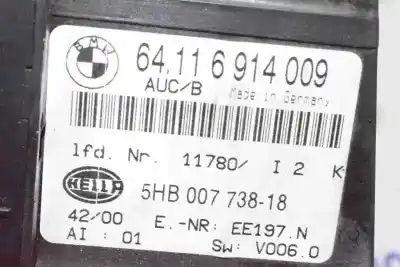 BMW
64.11 6 914 009
AUC/B Made in Germany
lfd. Nr. 11780/ I 2 K
HELLA 5HB 007 738-18
42/00 E.-NR: EE197.N
AI : 01 SW: V006.0